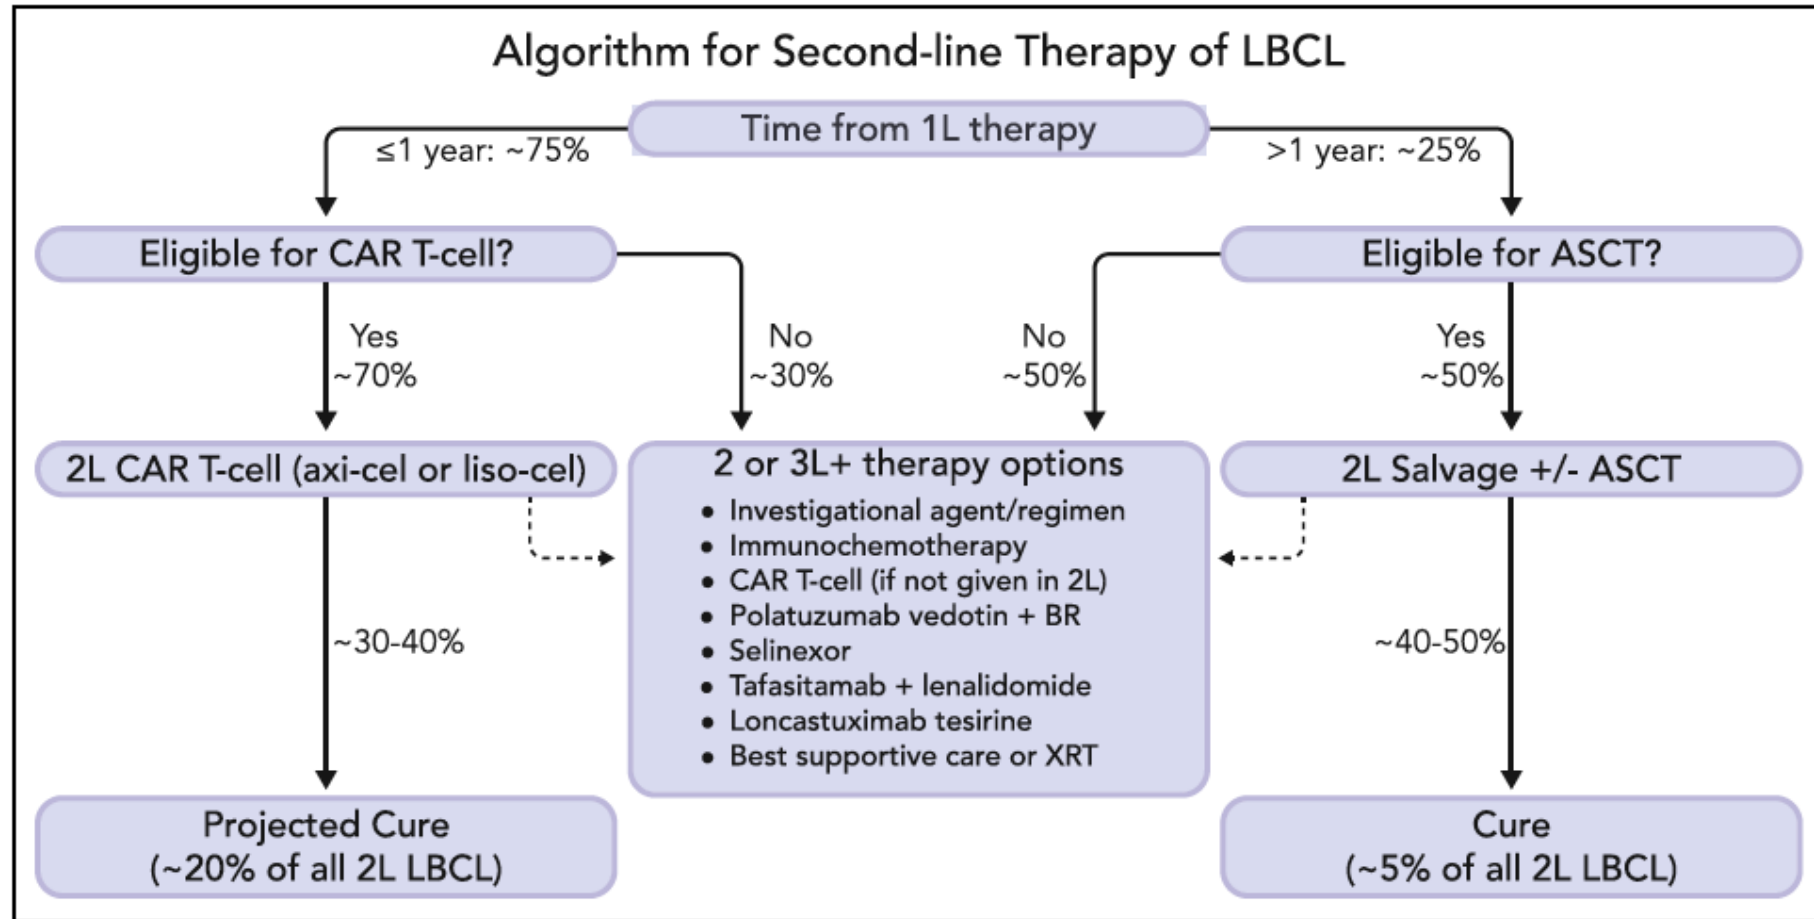 Algorithm for Second-line Therapy of LBCL
Time from 1L therapy
≤1 year: ~75%
>1 year: ~25%
Eligible for CAR T-cell?
Eligible for ASCT?
Yes
~70%
No
~30%
No
~50%
Yes
~50%
2L CAR T-cell (axi-cel or liso-cel)
2 or 3L+ therapy options
• Investigational agent/regimen
• Immunochemotherapy
• CAR T-cell (if not given in 2L)
• Polatuzumab vedotin + BR
• Selinexor
• Tafasitamab + lenalidomide
• Loncastuximab tesirine
• Best supportive care or XRT
2L Salvage +/- ASCT
~30-40%
~40-50%
Projected Cure
(~20% of all 2L LBCL)
Cure
(~5% of all 2L LBCL)